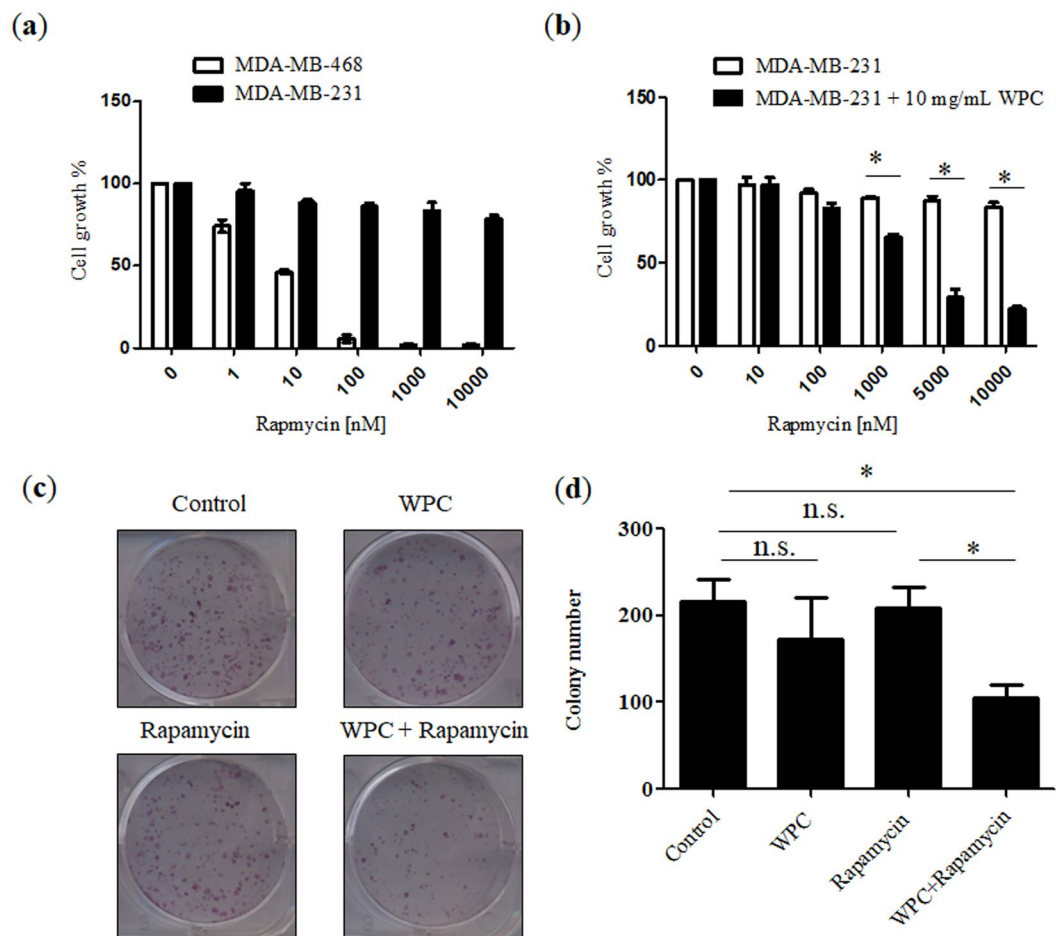 (a)
MDA-MB-468
MDA-MB-231
150
100
50
0
Cell growth %
0 1 10 100 1000 10000
Rapmycin [nM]
(b)
MDA-MB-231
MDA-MB-231 + 10 mg/mL WPC
150
100
50
0
Cell growth %
* * *
0 10 100 1000 5000 10000
Rapmycin [nM]
(c)
Control
WPC
Rapamycin
WPC + Rapamycin
(d)
*
n.s.
n.s. *
300
200
100
0
Colony number
Control
WPC
Rapamycin
WPC+Rapamycin